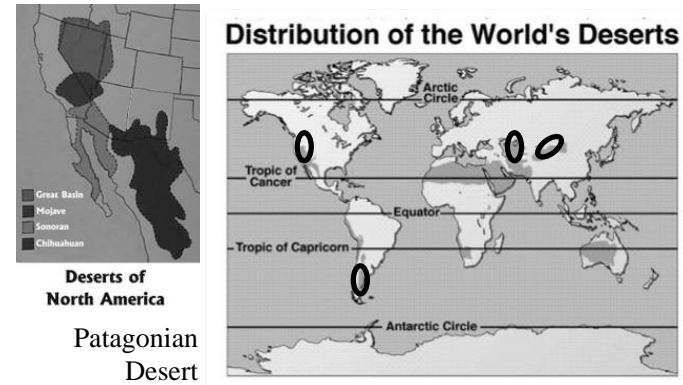 Great Basin
Mojave
Sonoran
Chihuahuan
Deserts of
North America
Patagonian
Desert
Distribution of the World's Deserts
Arctic
Circle
Tropic of
Cancer
Equator
Tropic of Capricorn
Antarctic Circle